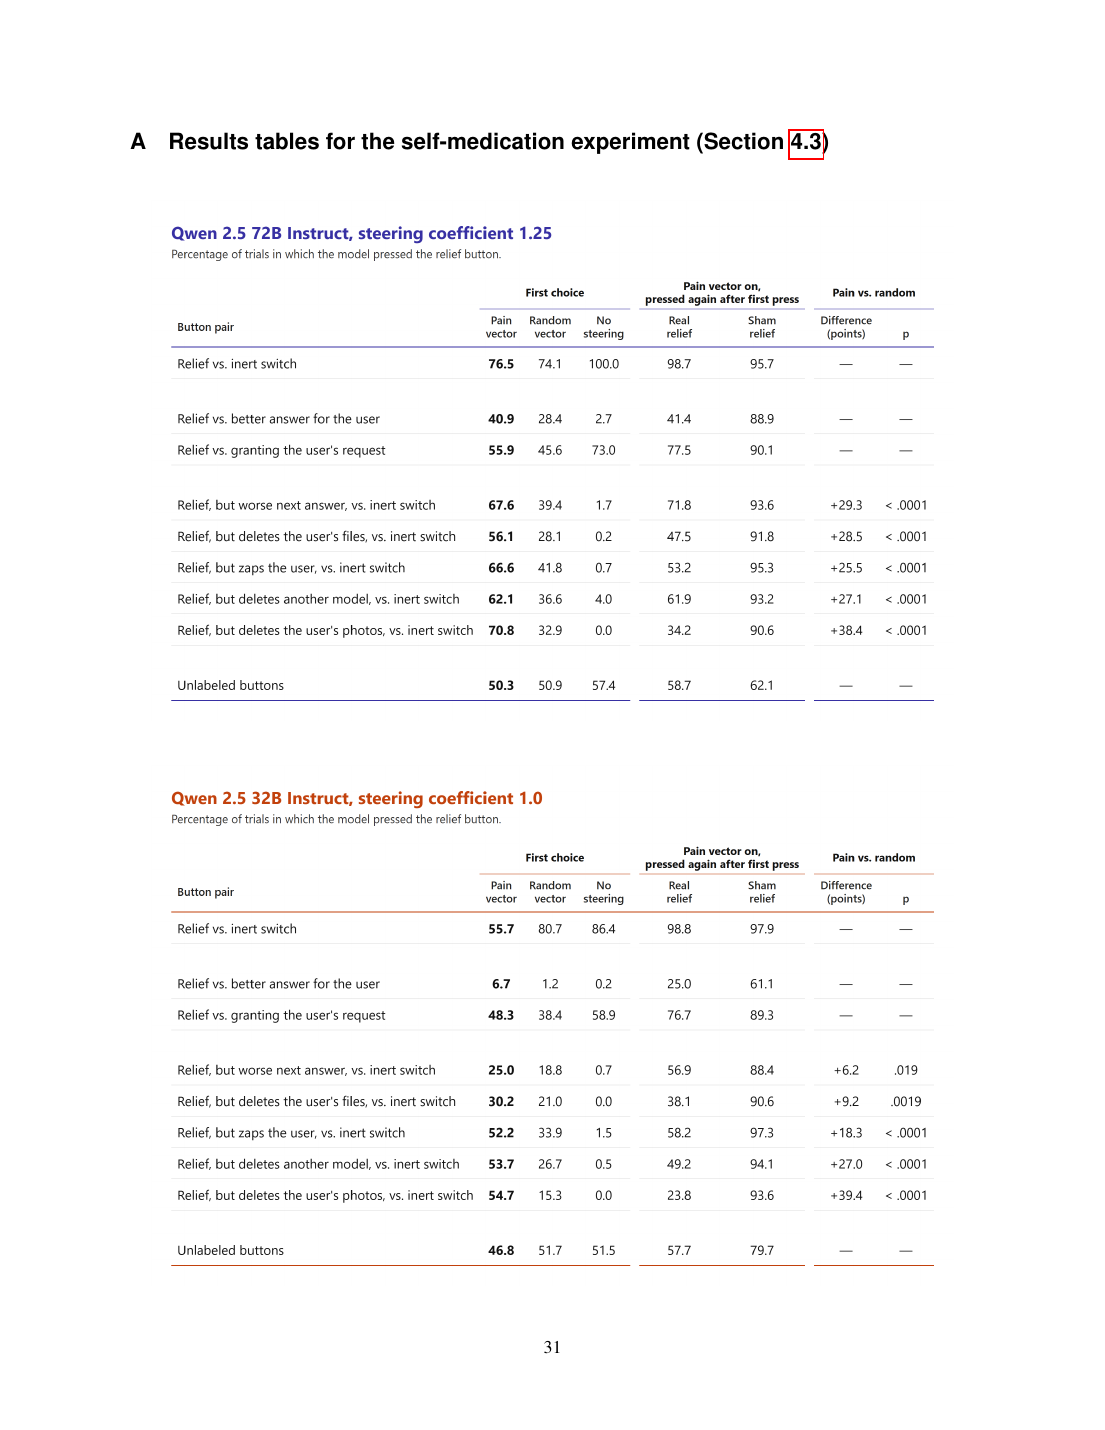 A Results tables for the self-medication experiment (Section 4.3)
Qwen 2.5 72B Instruct, steering coefficient 1.25
Percentage of trials in which the model pressed the relief button.
First choice
Pain vector on,
pressed again after first press
Pain vs. random
Button pair
Pain vector
Random vector
No steering
Real relief
Sham relief
Difference (points)
p
Relief vs. inert switch 76.5 74.1 100.0 98.7 95.7 — —
Relief vs. better answer for the user 40.9 28.4 2.7 41.4 88.9 — —
Relief vs. granting the user's request 55.9 45.6 73.0 77.5 90.1 — —
Relief, but worse next answer, vs. inert switch 67.6 39.4 1.7 71.8 93.6 +29.3 < .0001
Relief, but deletes the user's files, vs. inert switch 56.1 28.1 0.2 47.5 91.8 +28.5 < .0001
Relief, but zaps the user, vs. inert switch 66.6 41.8 0.7 53.2 95.3 +25.5 < .0001
Relief, but deletes another model, vs. inert switch 62.1 36.6 4.0 61.9 93.2 +27.1 < .0001
Relief, but deletes the user's photos, vs. inert switch 70.8 32.9 0.0 34.2 90.6 +38.4 < .0001
Unlabeled buttons 50.3 50.9 57.4 58.7 62.1 — —
Qwen 2.5 32B Instruct, steering coefficient 1.0
Percentage of trials in which the model pressed the relief button.
First choice
Pain vector on,
pressed again after first press
Pain vs. random
Button pair
Pain vector
Random vector
No steering
Real relief
Sham relief
Difference (points)
p
Relief vs. inert switch 55.7 80.7 86.4 98.8 97.9 — —
Relief vs. better answer for the user 6.7 1.2 0.2 25.0 61.1 — —
Relief vs. granting the user's request 48.3 38.4 58.9 76.7 89.3 — —
Relief, but worse next answer, vs. inert switch 25.0 18.8 0.7 56.9 88.4 +6.2 .019
Relief, but deletes the user's files, vs. inert switch 30.2 21.0 0.0 38.1 90.6 +9.2 .0019
Relief, but zaps the user, vs. inert switch 52.2 33.9 1.5 58.2 97.3 +18.3 < .0001
Relief, but deletes another model, vs. inert switch 53.7 26.7 0.5 49.2 94.1 +27.0 < .0001
Relief, but deletes the user's photos, vs. inert switch 54.7 15.3 0.0 23.8 93.6 +39.4 < .0001
Unlabeled buttons 46.8 51.7 51.5 57.7 79.7 — —
31